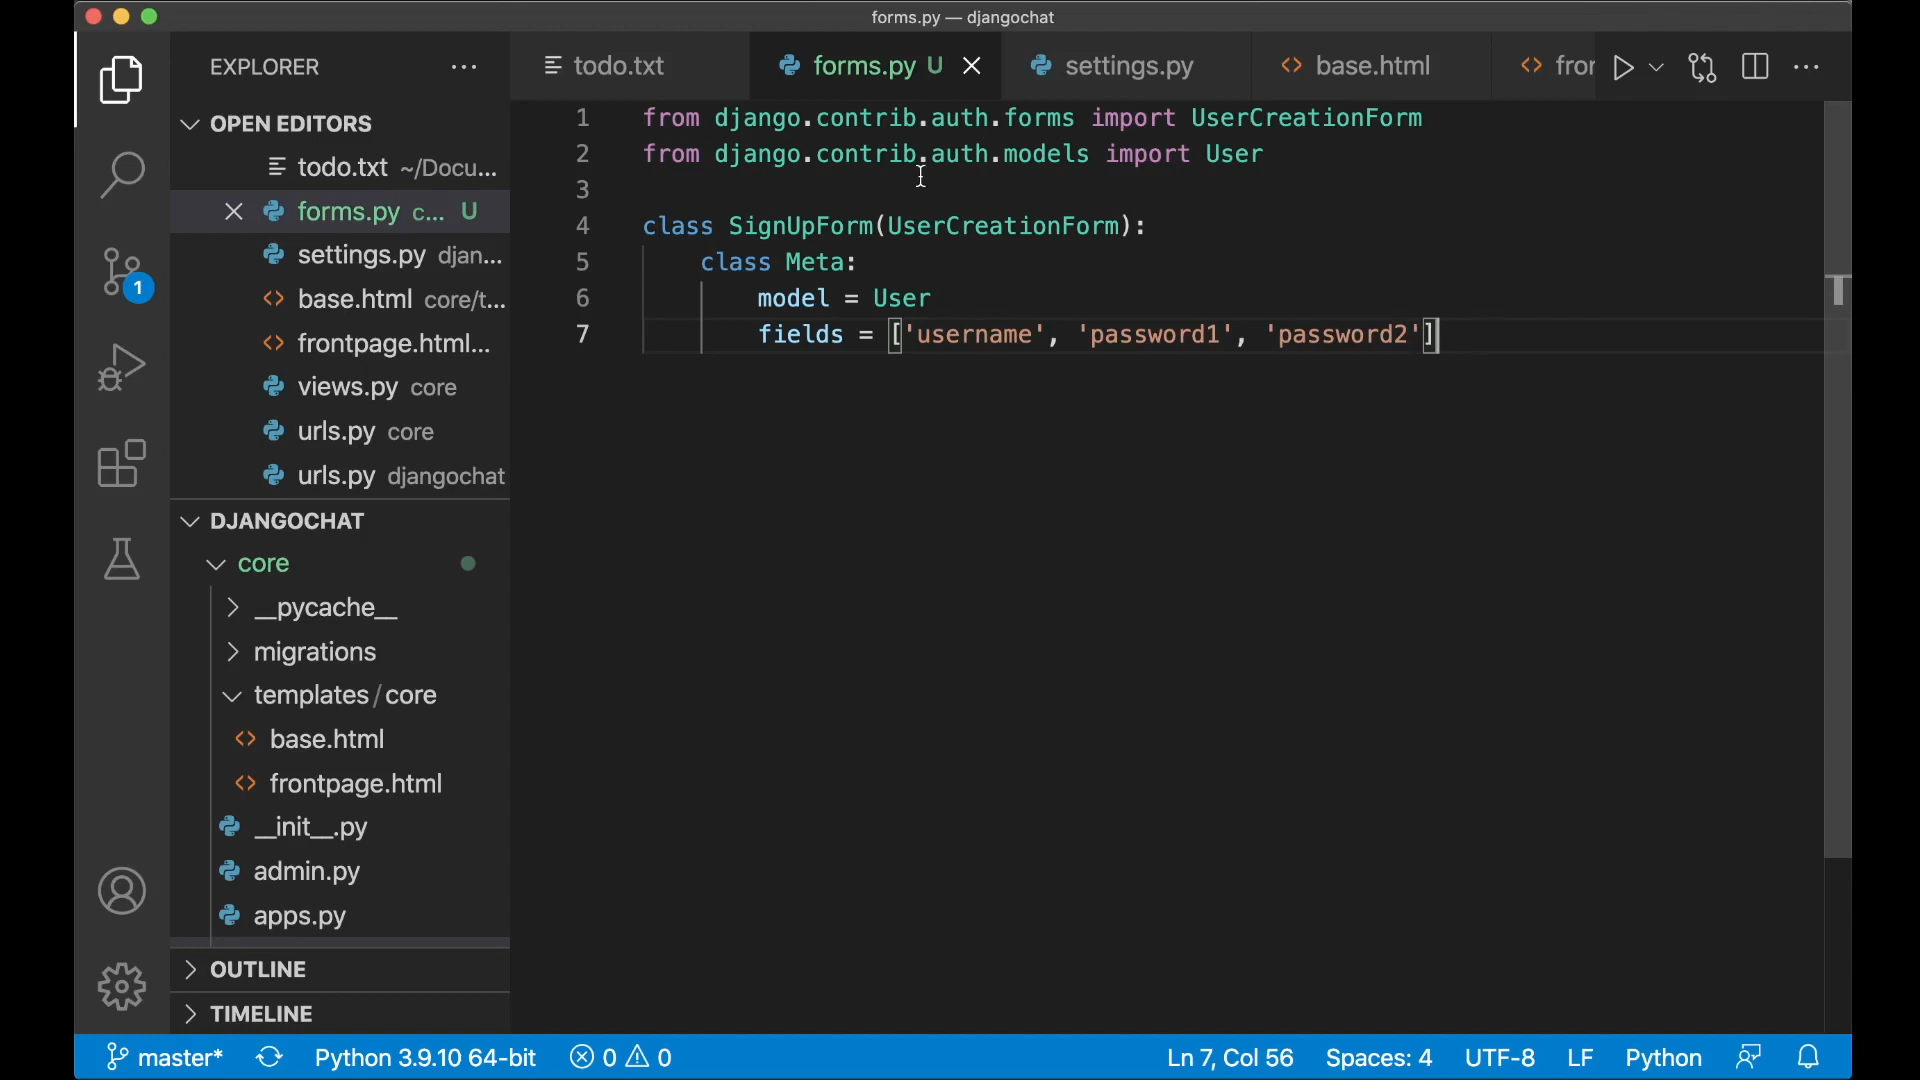 forms.py — djangochat
EXPLORER
todo.txt
forms.py U
settings.py
base.html
fror
OPEN EDITORS
todo.txt ~/Docu...
forms.py c... U
settings.py djan...
base.html core/t...
frontpage.html...
views.py core
urls.py core
urls.py djangochat
DJANGOCHAT
core
__pycache__
migrations
templates/core
base.html
frontpage.html
__init__.py
admin.py
apps.py
OUTLINE
TIMELINE
1 from django.contrib.auth.forms import UserCreationForm
2 from django.contrib.auth.models import User
3
4 class SignUpForm(UserCreationForm):
5 class Meta:
6 model = User
7 fields = ['username', 'password1', 'password2']
1
master* Python 3.9.10 64-bit 0 0 Ln 7, Col 56 Spaces: 4 UTF-8 LF Python